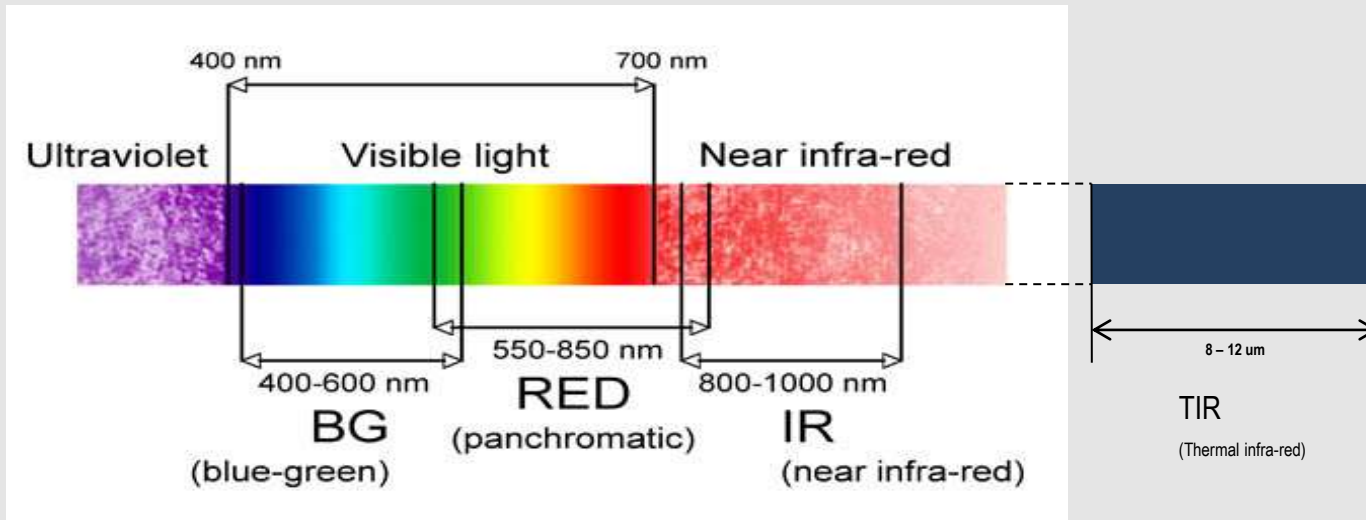 400 nm
700 nm
Ultraviolet
Visible light
Near infra-red
550-850 nm
8 – 12 um
400-600 nm
800-1000 nm
RED
TIR
BG
IR
(panchromatic)
(Thermal infra-red)
(blue-green)
(near infra-red)